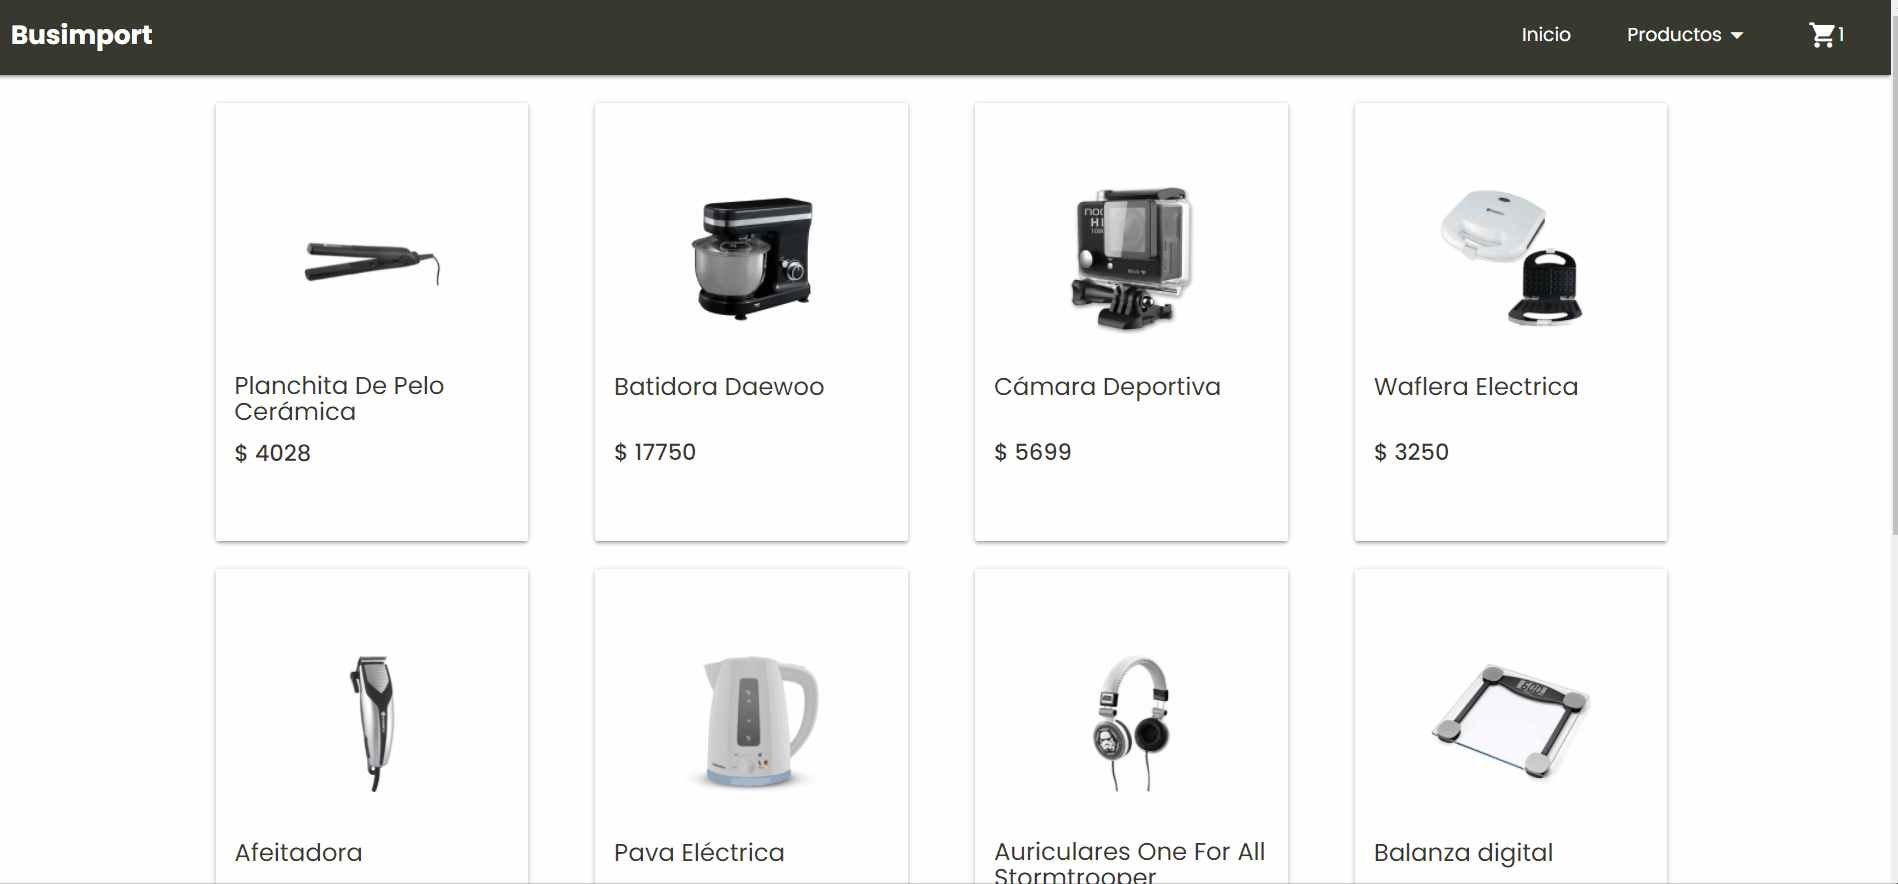 Busimport
Inicio
Productos
1
Planchita De Pelo
Cerámica
$ 4028
Batidora Daewoo
$ 17750
Cámara Deportiva
$ 5699
Waflera Electrica
$ 3250
Afeitadora
Pava Eléctrica
Auriculares One For All
Stormtrooper
Balanza digital